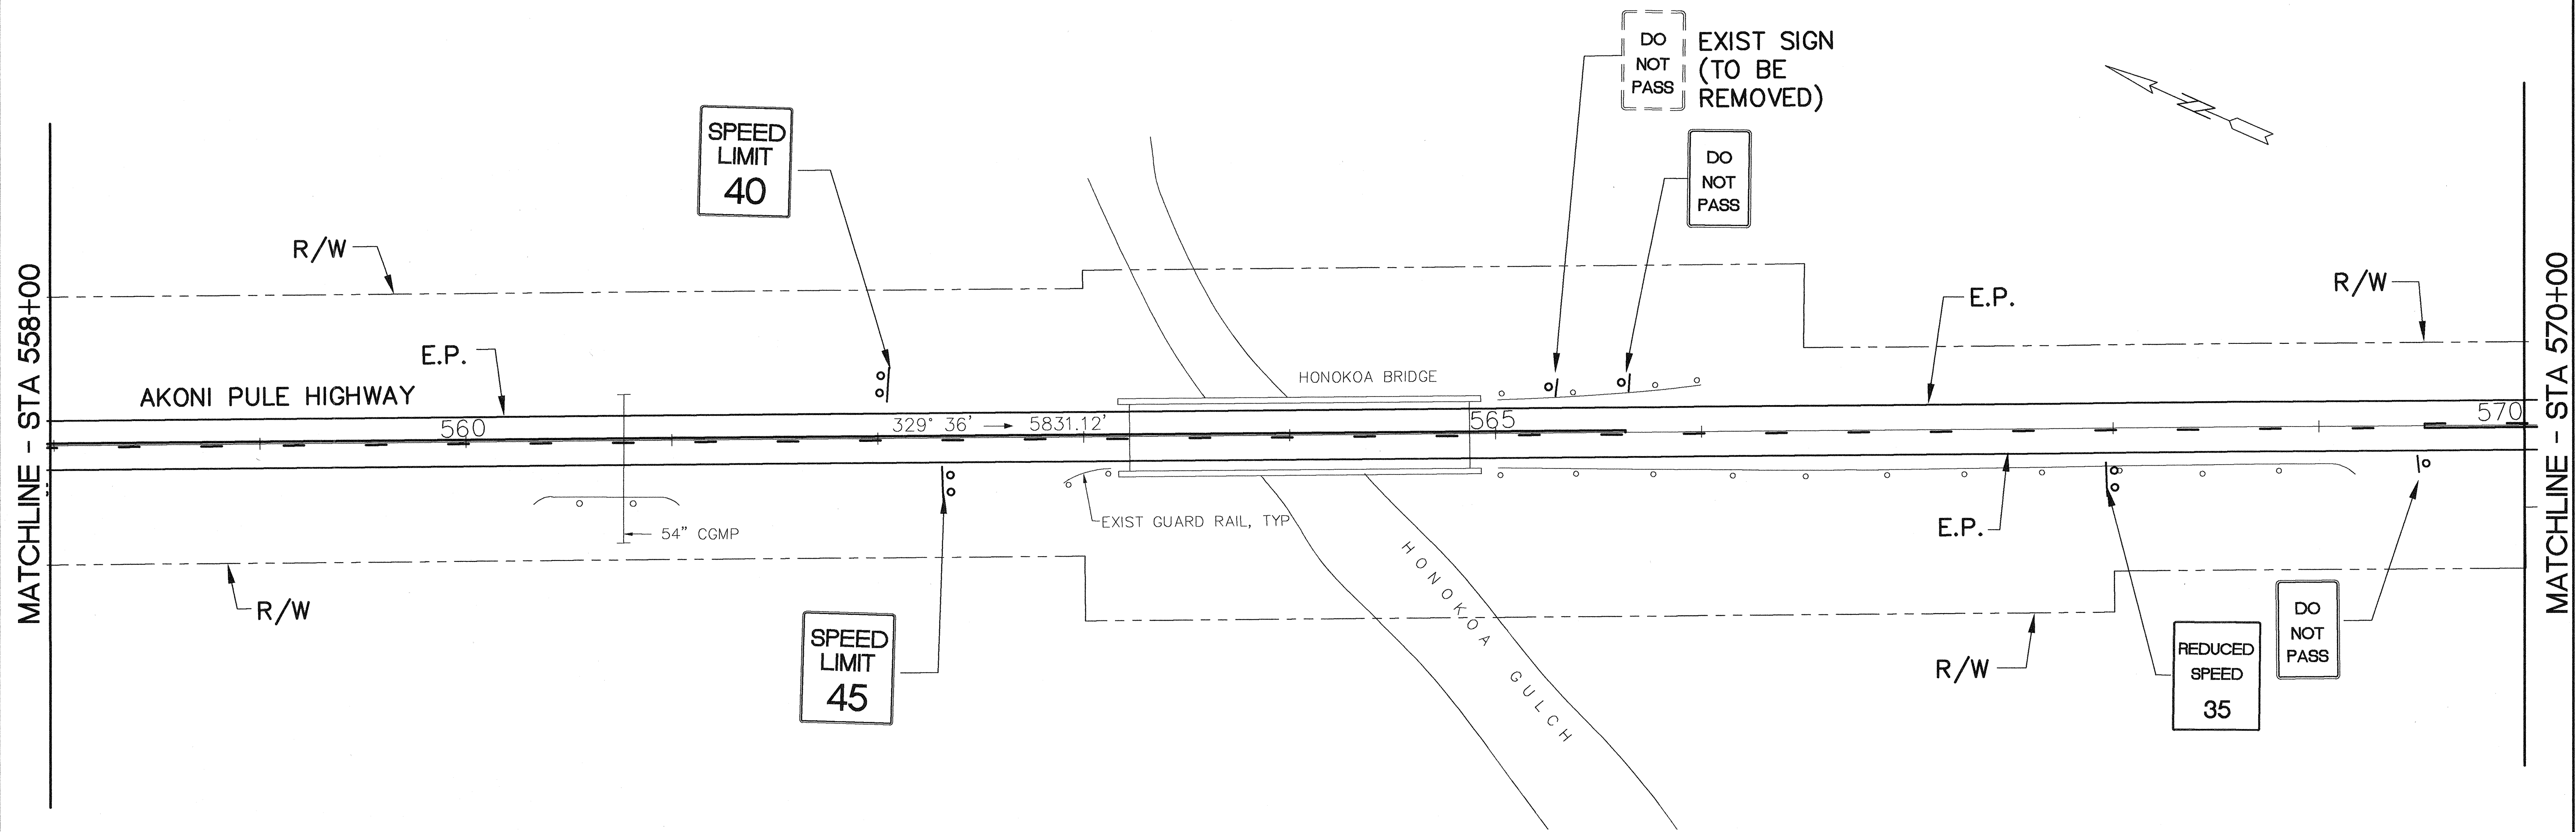 DO
NOT
PASS
EXIST SIGN
(TO BE
REMOVED)
SPEED
LIMIT
40
DO
NOT
PASS
R/W
R/W
E.P.
E.P.
MATCHLINE - STA 558+00
MATCHLINE - STA 570+00
AKONI PULE HIGHWAY
HONOKOA BRIDGE
560
329° 36' 5831.12'
565
570
54" CGMP
EXIST GUARD RAIL, TYP
E.P.
HONOKOA GULCH
R/W
R/W
SPEED
LIMIT
45
REDUCED
SPEED
35
DO
NOT
PASS